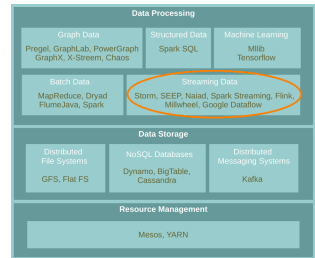 Data Processing
Graph Data
Pregel, GraphLab, PowerGraph
GraphX, X-Streem, Chaos
Structured Data
Spark SQL
Machine Learning
Mllib
Tensorflow
Batch Data
MapReduce, Dryad
FlumeJava, Spark
Streaming Data
Storm, SEEP, Naiad, Spark Streaming, Flink,
Millwheel, Google Dataflow
Data Storage
Distributed
File Systems
GFS, Flat FS
NoSQL Databases
Dynamo, BigTable,
Cassandra
Distributed
Messaging Systems
Kafka
Resource Management
Mesos, YARN